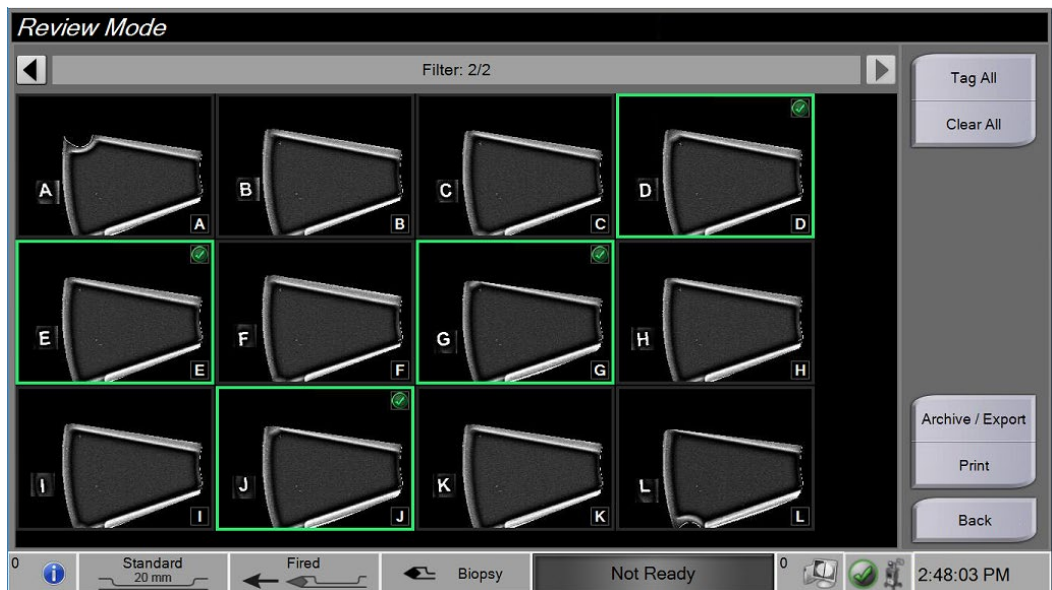 Review Mode
Filter: 2/2
Tag All
Clear All
A A
B B
C C
D D
E E
F F
G G
H H
I I
J J
K K
L L
Archive / Export
Print
Back
0
Standard
20 mm
Fired
Biopsy
Not Ready
0
2:48:03 PM